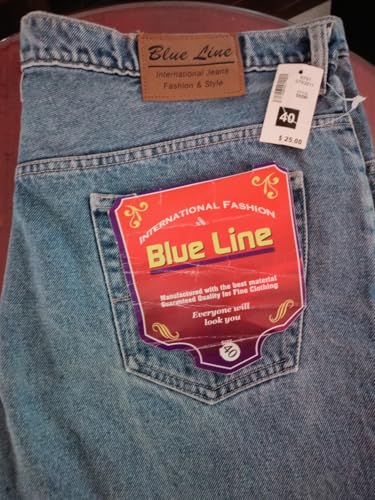 Blue Line
International Jeans
Fashion & Style
40
$ 25.00
INTERNATIONAL FASHION
Blue Line
Manufactured with the best material
Guaranteed Quality for Fine Clothing
Everyone will
look you
SIZE
40